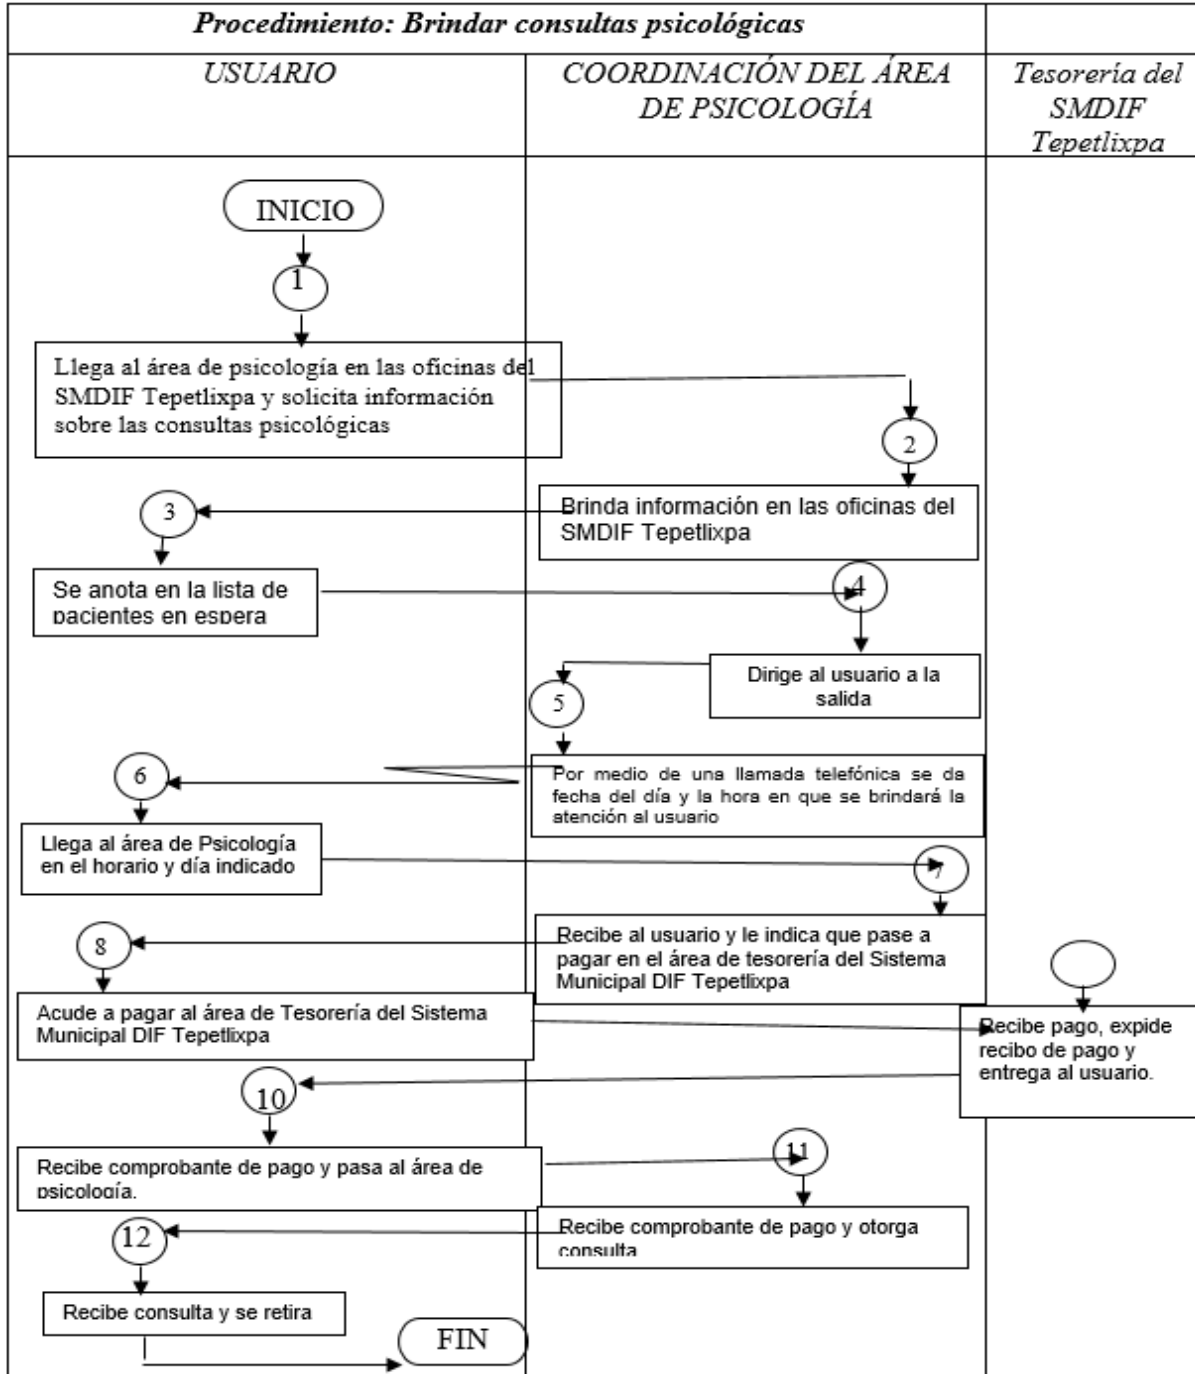 Procedimiento: Brindar consultas psicológicas
USUARIO
COORDINACIÓN DEL ÁREA
DE PSICOLOGÍA
Tesorería del
SMDIF
Tepetlixpa
INICIO
1
Llega al área de psicología en las oficinas del
SMDIF Tepetlixpa y solicita información
sobre las consultas psicológicas
2
Brinda información en las oficinas del
SMDIF Tepetlixpa
3
Se anota en la lista de
pacientes en espera
4
Dirige al usuario a la
salida
5
Por medio de una llamada telefónica se da
fecha del día y la hora en que se brindará la
atención al usuario
6
Llega al área de Psicología
en el horario y día indicado
7
Recibe al usuario y le indica que pase a
pagar en el área de tesorería del Sistema
Municipal DIF Tepetlixpa
8
Acude a pagar al área de Tesorería del Sistema
Municipal DIF Tepetlixpa
Recibe pago, expide
recibo de pago y
entrega al usuario.
10
Recibe comprobante de pago y pasa al área de
psicología.
11
Recibe comprobante de pago y otorga
consulta
12
Recibe consulta y se retira
FIN